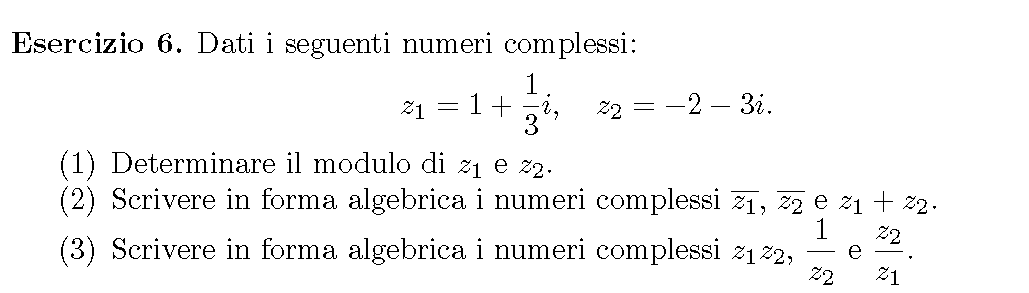 Esercizio 6. Dati i seguenti numeri complessi:
z₁ = 1 + 1/3 i, z₂ = −2 − 3i.
(1) Determinare il modulo di z₁ e z₂.
(2) Scrivere in forma algebrica i numeri complessi z̅₁, z̅₂ e z₁ + z₂.
(3) Scrivere in forma algebrica i numeri complessi z₁z₂, 1/z₂ e z₂/z₁.